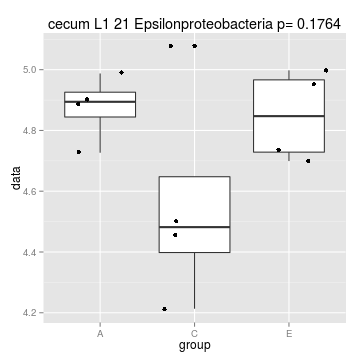 cecum L1 21 Epsilonproteobacteria p= 0.1764
5.0
4.8
4.6
4.4
4.2
data
A
C
E
group